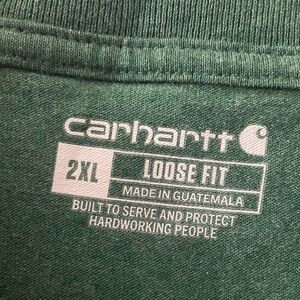 carhartt
2XL LOOSE FIT
MADE IN GUATEMALA
BUILT TO SERVE AND PROTECT
HARDWORKING PEOPLE